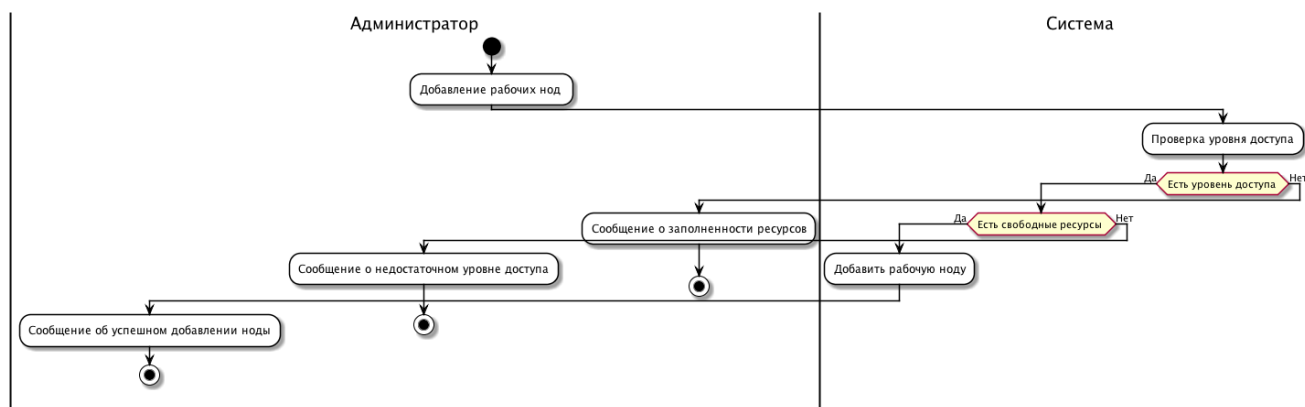 Администратор
Система
Добавление рабочих нод
Проверка уровня доступа
Да
Есть уровень доступа
Нет
Сообщение о заполненности ресурсов
Да
Есть свободные ресурсы
Нет
Сообщение о недостаточном уровне доступа
Добавить рабочую ноду
Сообщение об успешном добавлении ноды